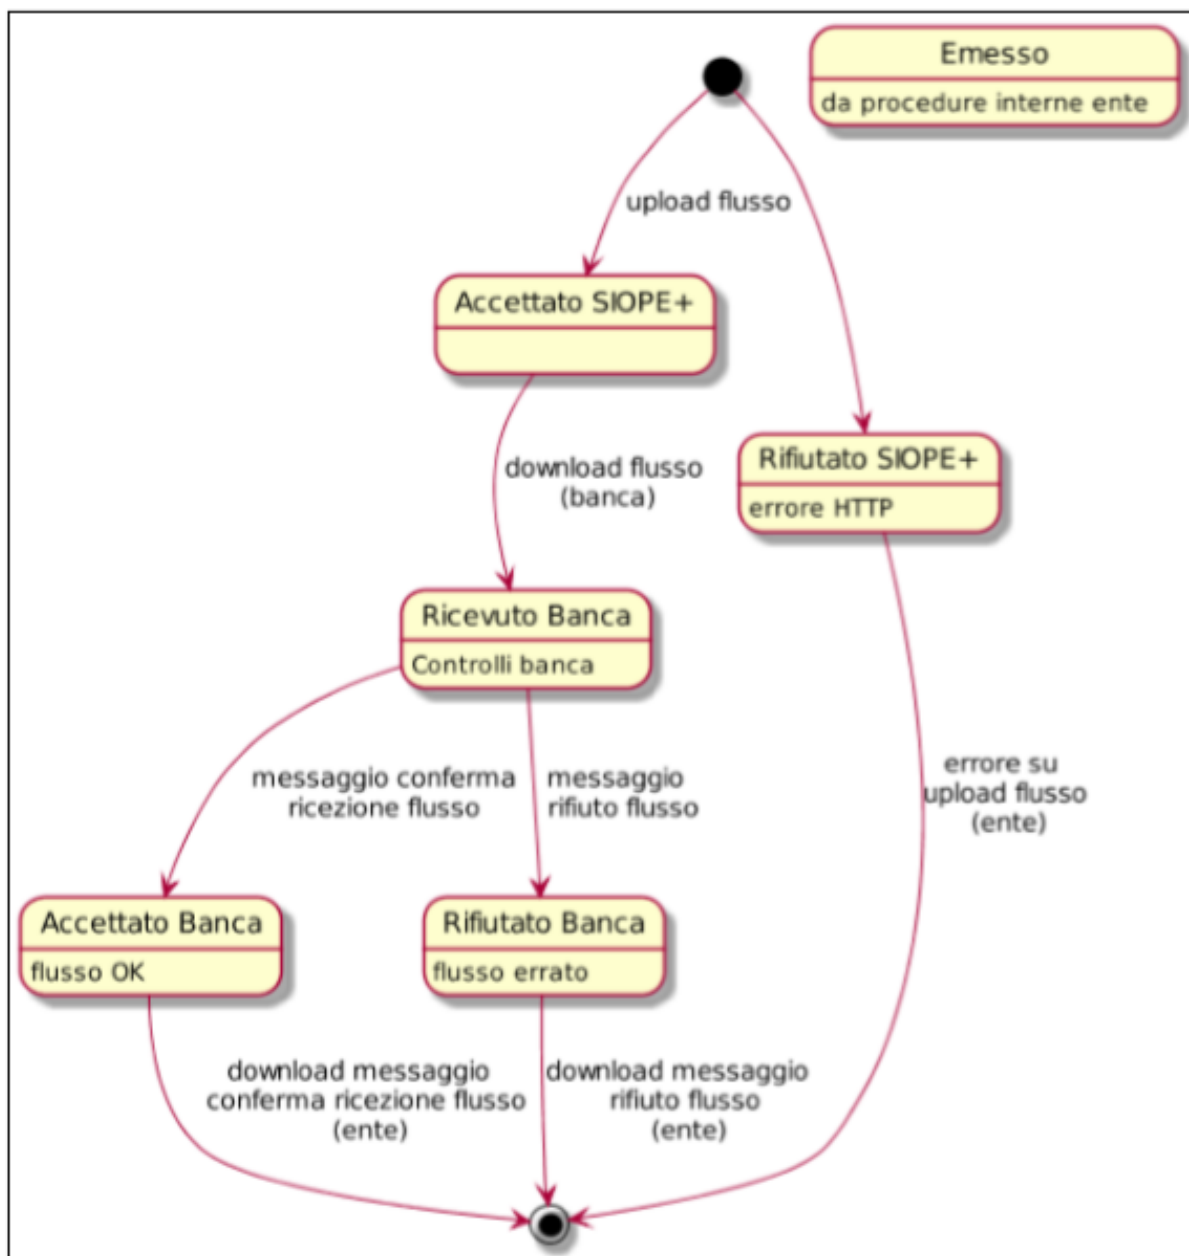 Emesso
da procedure interne ente
upload flusso
Accettato SIOPE+
download flusso
(banca)
Rifiutato SIOPE+
errore HTTP
Ricevuto Banca
Controlli banca
messaggio conferma
ricezione flusso
messaggio
rifiuto flusso
errore su
upload flusso
(ente)
Accettato Banca
flusso OK
Rifiutato Banca
flusso errato
download messaggio
conferma ricezione flusso
(ente)
download messaggio
rifiuto flusso
(ente)